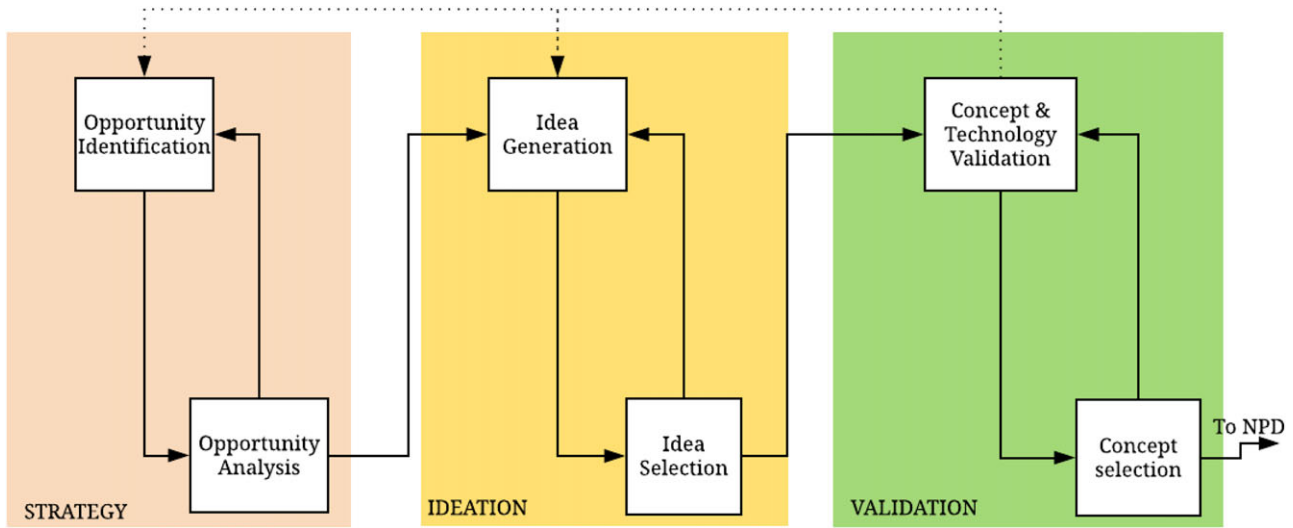 Opportunity
Identification
Opportunity
Analysis
STRATEGY
Idea
Generation
Idea
Selection
IDEATION
Concept &
Technology
Validation
Concept
selection
To NPD
VALIDATION